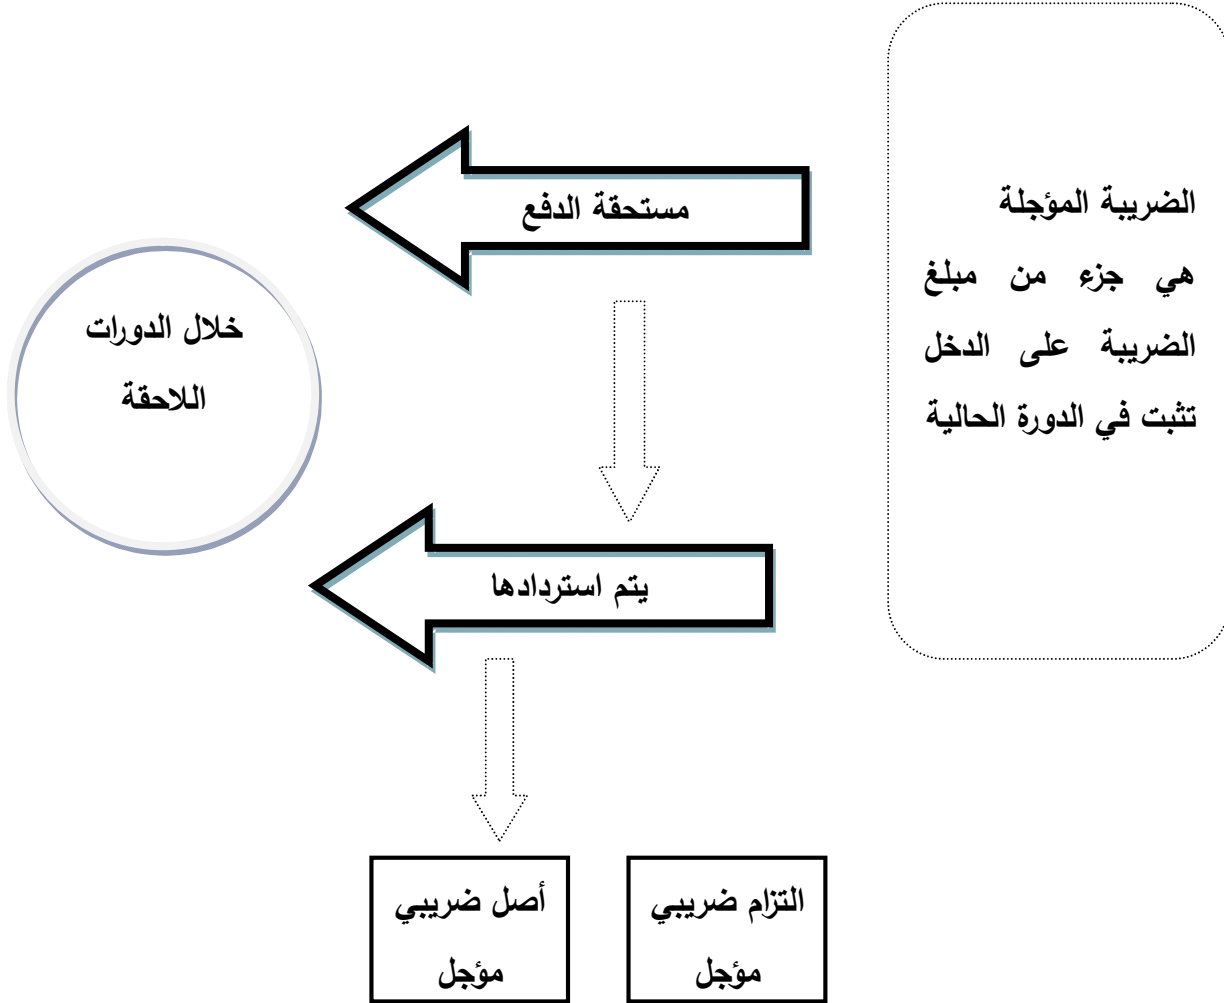 الضريبة المؤجلة
هي جزء من مبلغ
الضريبة على الدخل
تثبت في الدورة الحالية
مستحقة الدفع
يتم استردادها
خلال الدورات
اللاحقة
التزام ضريبي
مؤجل
أصل ضريبي
مؤجل